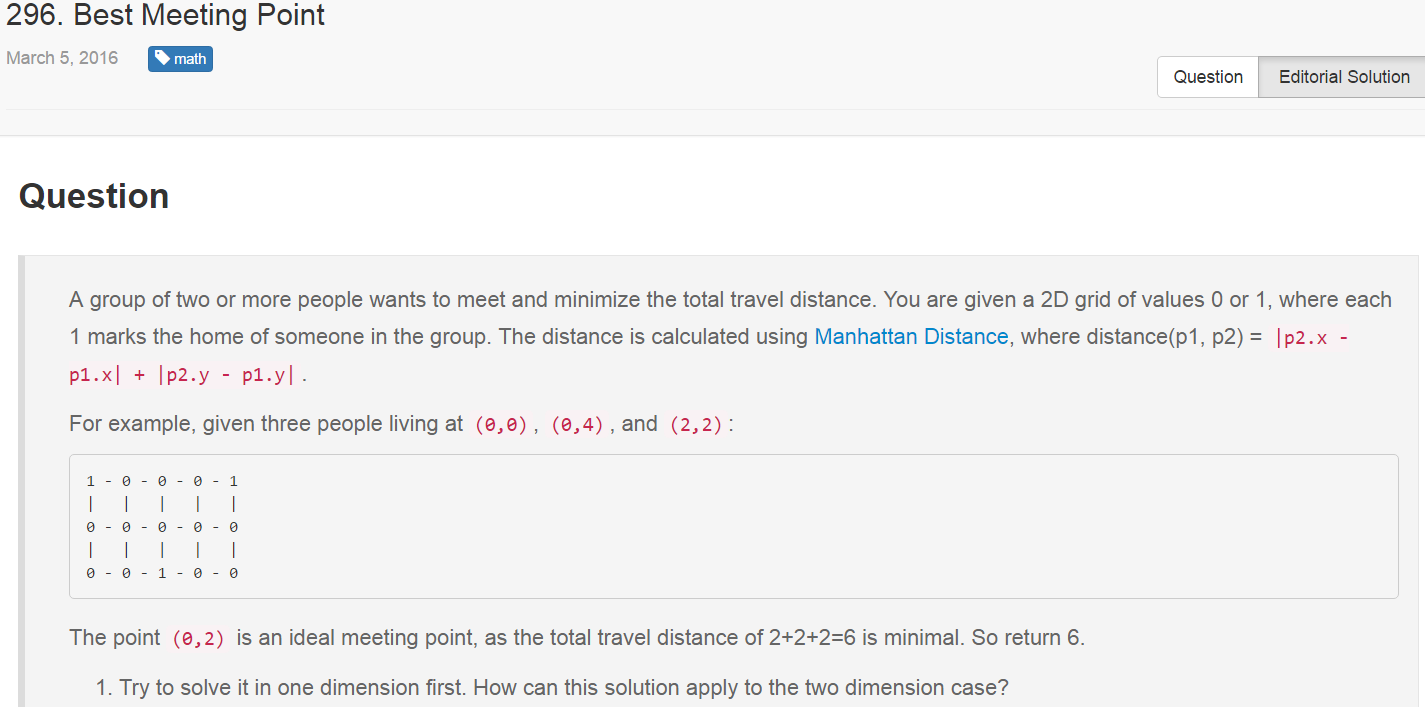 296. Best Meeting Point
March 5, 2016 math
Question Editorial Solution
Question
A group of two or more people wants to meet and minimize the total travel distance. You are given a 2D grid of values 0 or 1, where each
1 marks the home of someone in the group. The distance is calculated using Manhattan Distance, where distance(p1, p2) = |p2.x -
p1.x| + |p2.y - p1.y| .
For example, given three people living at (0,0) , (0,4) , and (2,2) :
1 - 0 - 0 - 0 - 1
|   |   |   |   |
0 - 0 - 0 - 0 - 0
|   |   |   |   |
0 - 0 - 1 - 0 - 0
The point (0,2) is an ideal meeting point, as the total travel distance of 2+2+2=6 is minimal. So return 6.
1. Try to solve it in one dimension first. How can this solution apply to the two dimension case?